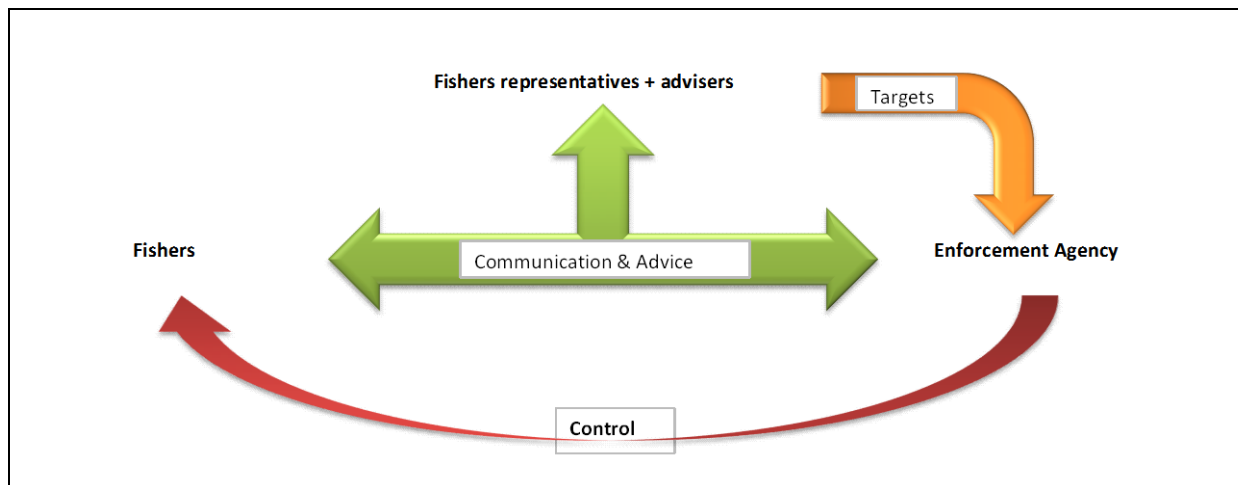 Fishers representatives + advisers
Targets
Fishers
Communication & Advice
Enforcement Agency
Control